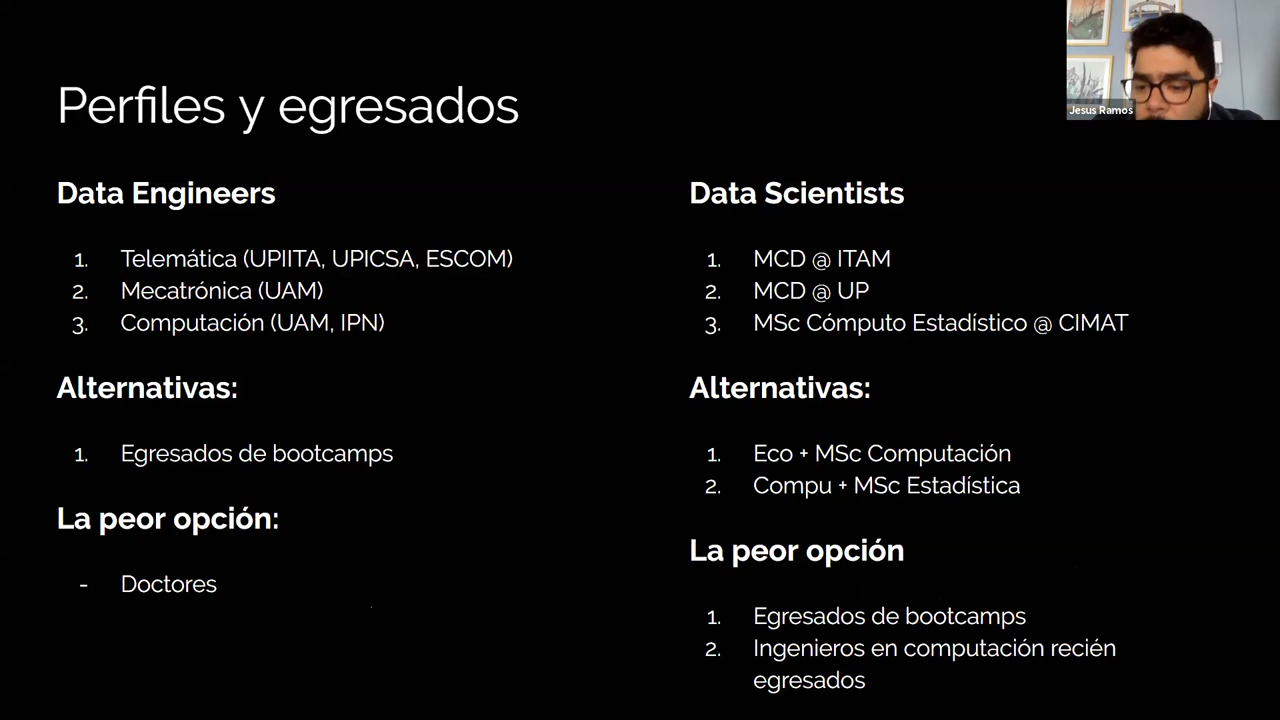 Perfiles y egresados
Jesus Ramos
Data Engineers
1. Telemática (UPIITA, UPICSA, ESCOM)
2. Mecatrónica (UAM)
3. Computación (UAM, IPN)
Alternativas:
1. Egresados de bootcamps
La peor opción:
- Doctores
Data Scientists
1. MCD @ ITAM
2. MCD @ UP
3. MSc Cómputo Estadístico @ CIMAT
Alternativas:
1. Eco + MSc Computación
2. Compu + MSc Estadística
La peor opción
1. Egresados de bootcamps
2. Ingenieros en computación recién
egresados